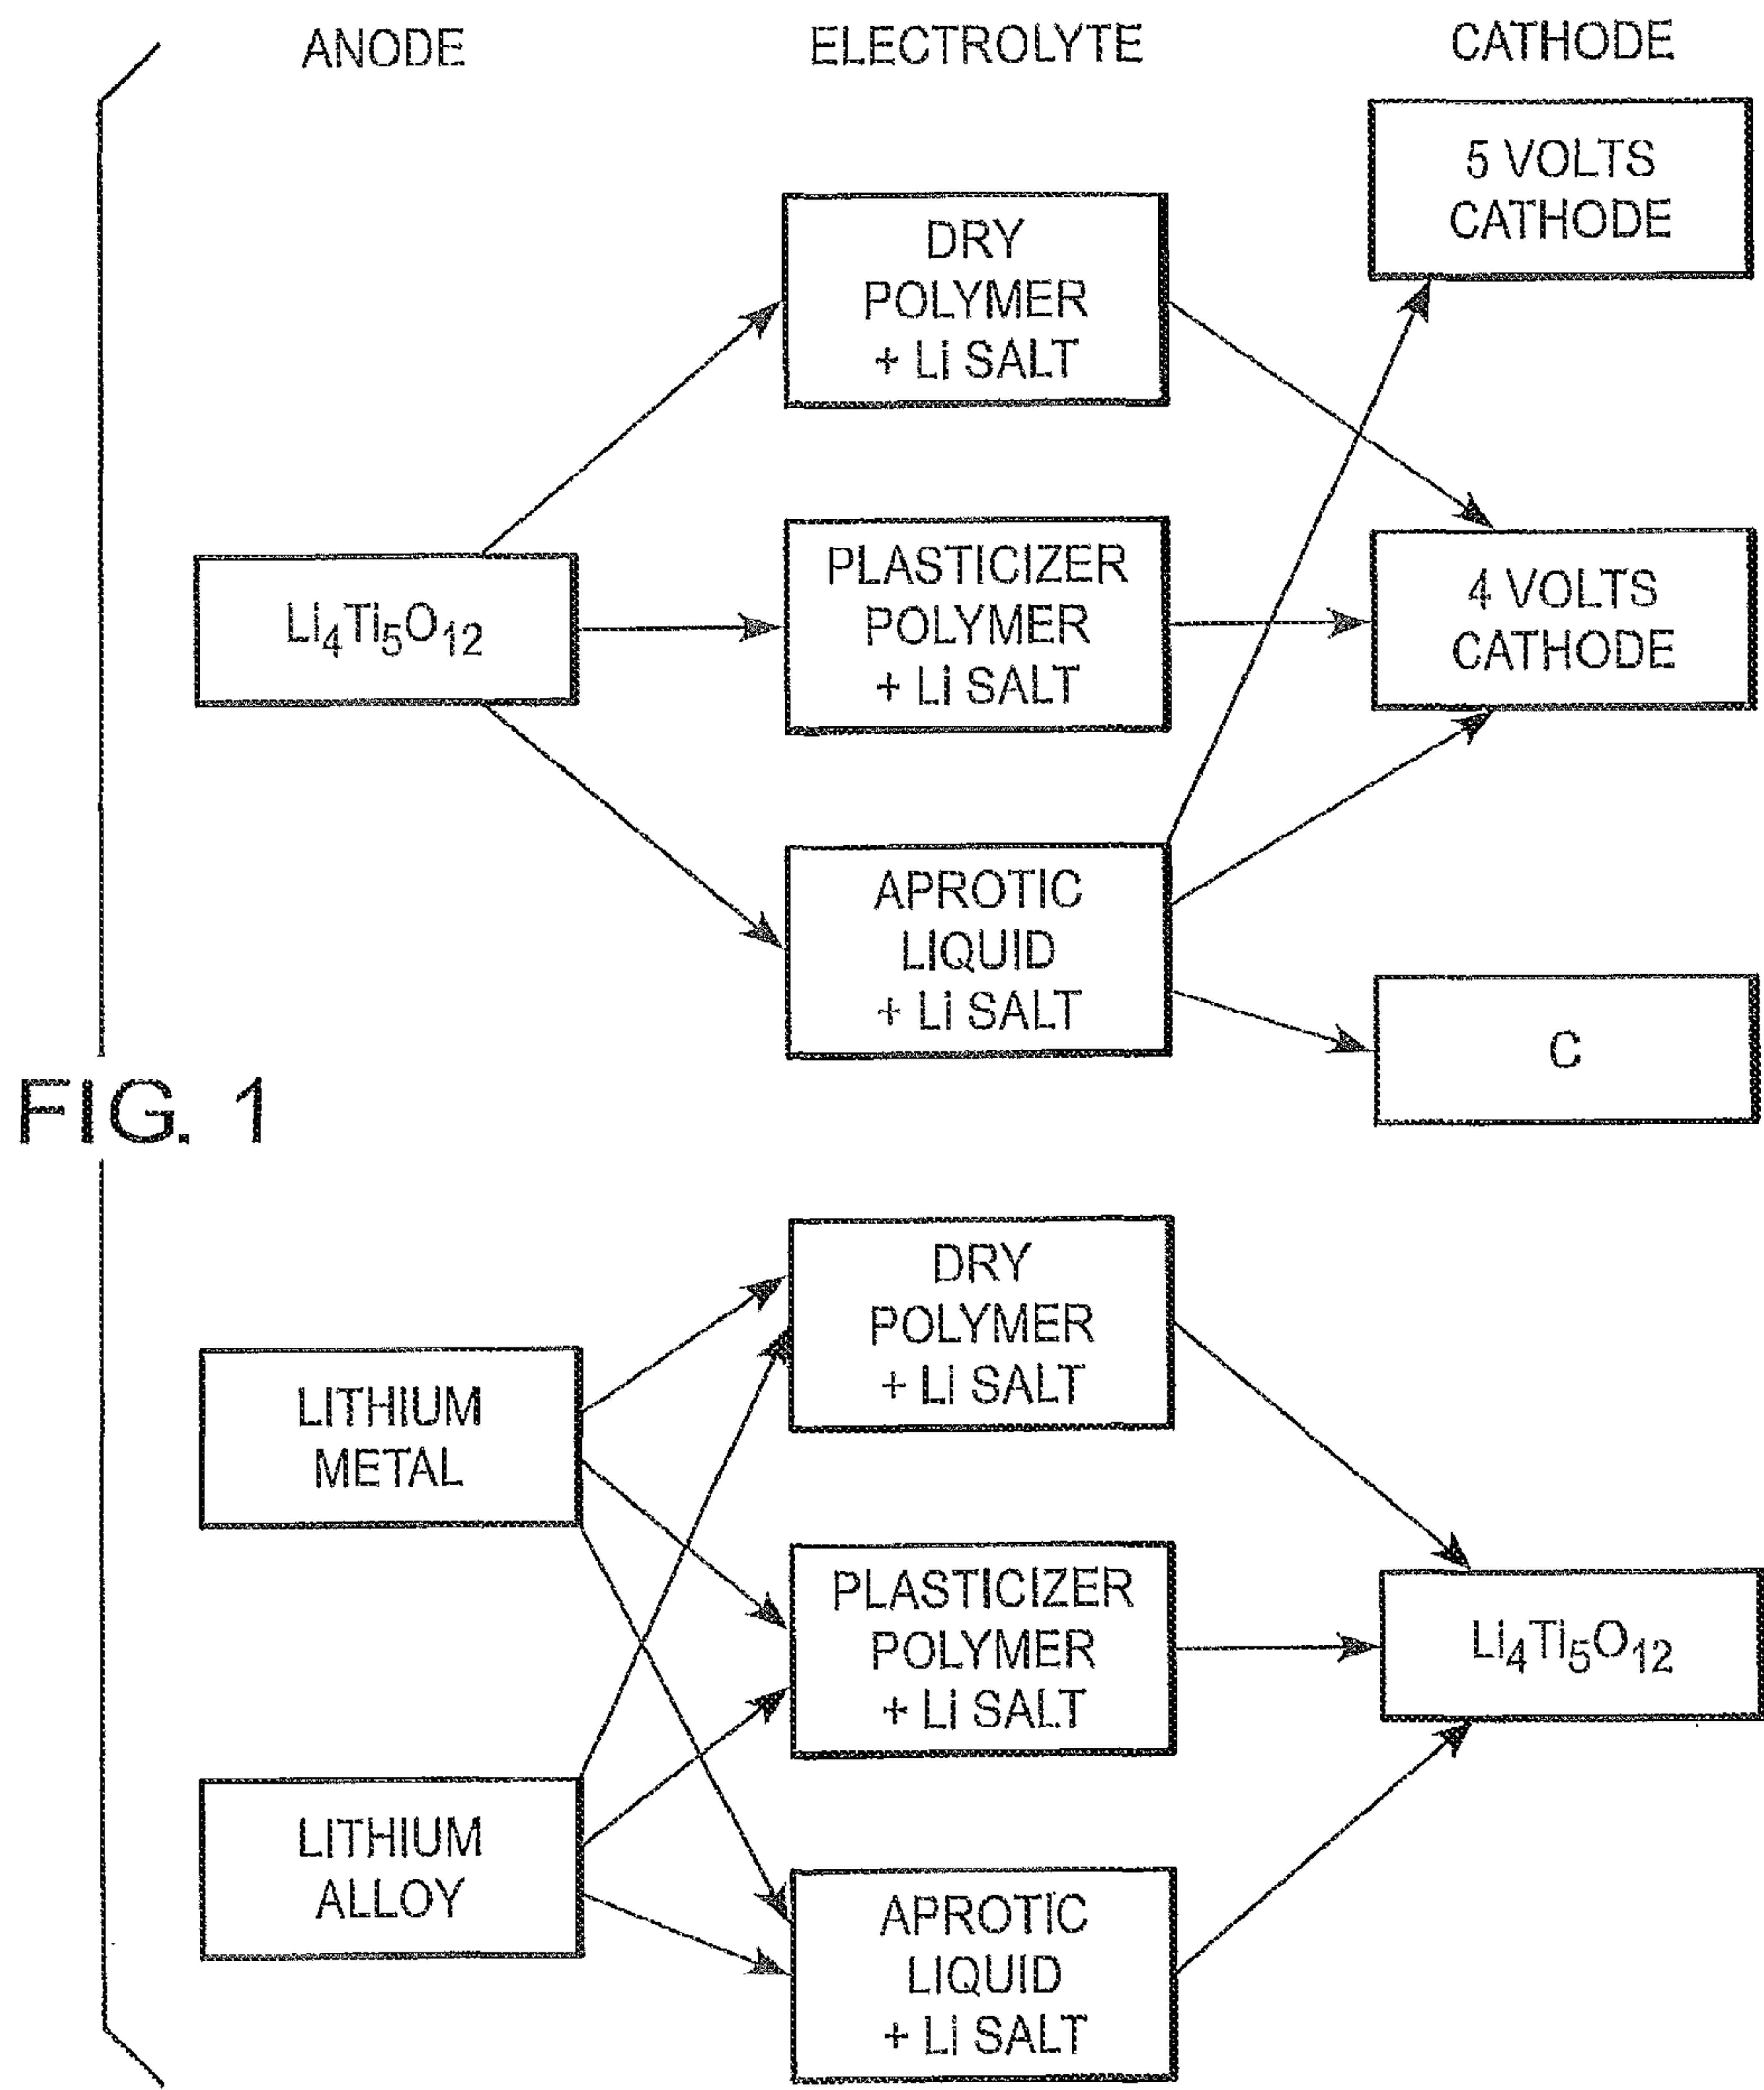 ANODE
ELECTROLYTE
CATHODE
5 VOLTS
CATHODE
DRY
POLYMER
+ Li SALT
Li₄Ti₅O₁₂
PLASTICIZER
POLYMER
+ Li SALT
4 VOLTS
CATHODE
APROTIC
LIQUID
+ Li SALT
C
FIG. 1
DRY
POLYMER
+ Li SALT
LITHIUM
METAL
PLASTICIZER
POLYMER
+ Li SALT
Li₄Ti₅O₁₂
LITHIUM
ALLOY
APROTIC
LIQUID
+ Li SALT